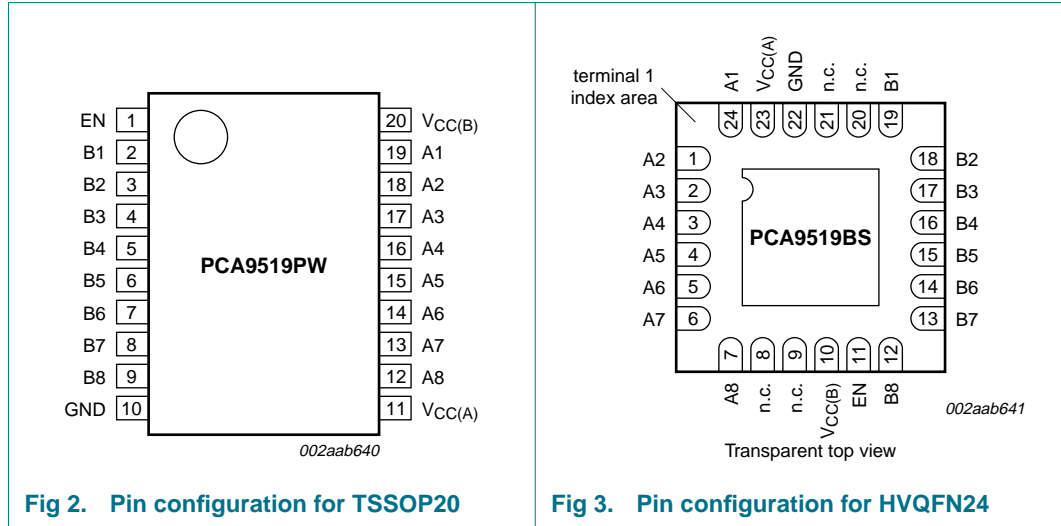 EN 1
B1 2
B2 3
B3 4
B4 5
B5 6
B6 7
B7 8
B8 9
GND 10
PCA9519PW
20 VCC(B)
19 A1
18 A2
17 A3
16 A4
15 A5
14 A6
13 A7
12 A8
11 VCC(A)
002aab640
Fig 2. Pin configuration for TSSOP20
terminal 1
index area
A1 24
VCC(A) 23
GND 22
n.c. 21
n.c. 20
B1 19
A2 1
A3 2
A4 3
A5 4
A6 5
A7 6
PCA9519BS
18 B2
17 B3
16 B4
15 B5
14 B6
13 B7
7 A8
8 n.c.
9 n.c.
10 VCC(B)
11 EN
12 B8
002aab641
Transparent top view
Fig 3. Pin configuration for HVQFN24